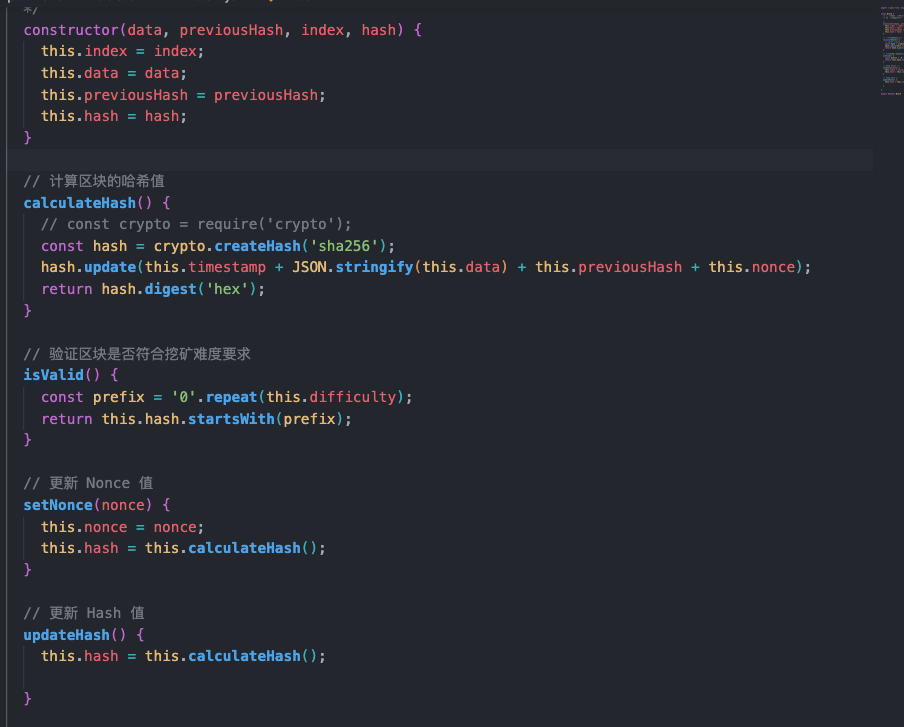 */
constructor(data, previousHash, index, hash) {
this.index = index;
this.data = data;
this.previousHash = previousHash;
this.hash = hash;
}
// 计算区块的哈希值
calculateHash() {
// const crypto = require('crypto');
const hash = crypto.createHash('sha256');
hash.update(this.timestamp + JSON.stringify(this.data) + this.previousHash + this.nonce);
return hash.digest('hex');
}
// 验证区块是否符合挖矿难度要求
isValid() {
const prefix = '0'.repeat(this.difficulty);
return this.hash.startsWith(prefix);
}
// 更新 Nonce 值
setNonce(nonce) {
this.nonce = nonce;
this.hash = this.calculateHash();
}
// 更新 Hash 值
updateHash() {
this.hash = this.calculateHash();
}